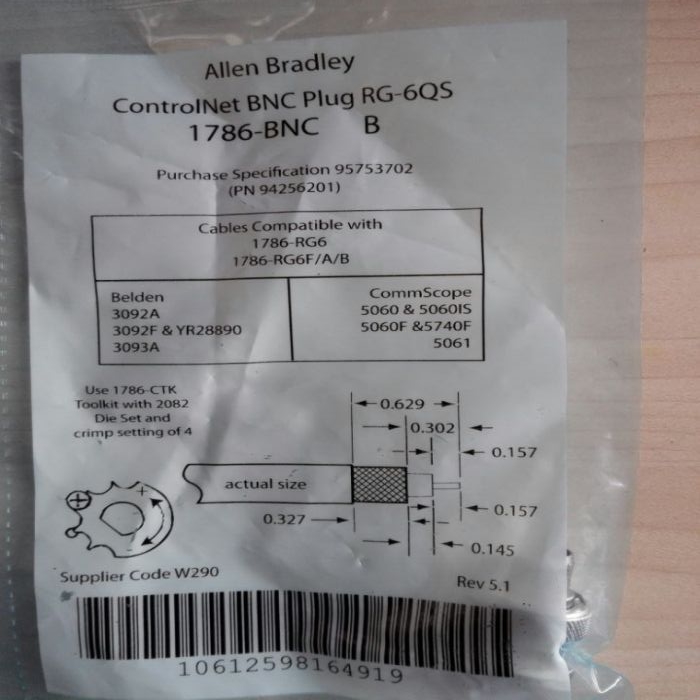 Allen Bradley
ControlNet BNC Plug RG-6QS
1786-BNC B
Purchase Specification 95753702
(PN 94256201)
Cables Compatible with
1786-RG6
1786-RG6F/A/B
Belden
3092A
3092F & YR28890
3093A
CommScope
5060 & 5060IS
5060F &5740F
5061
Use 1786-CTK
Toolkit with 2082
Die Set and
crimp setting of 4
0.629
0.302
0.157
actual size
0.157
0.327
0.145
Supplier Code W290
Rev 5.1
10612598164919